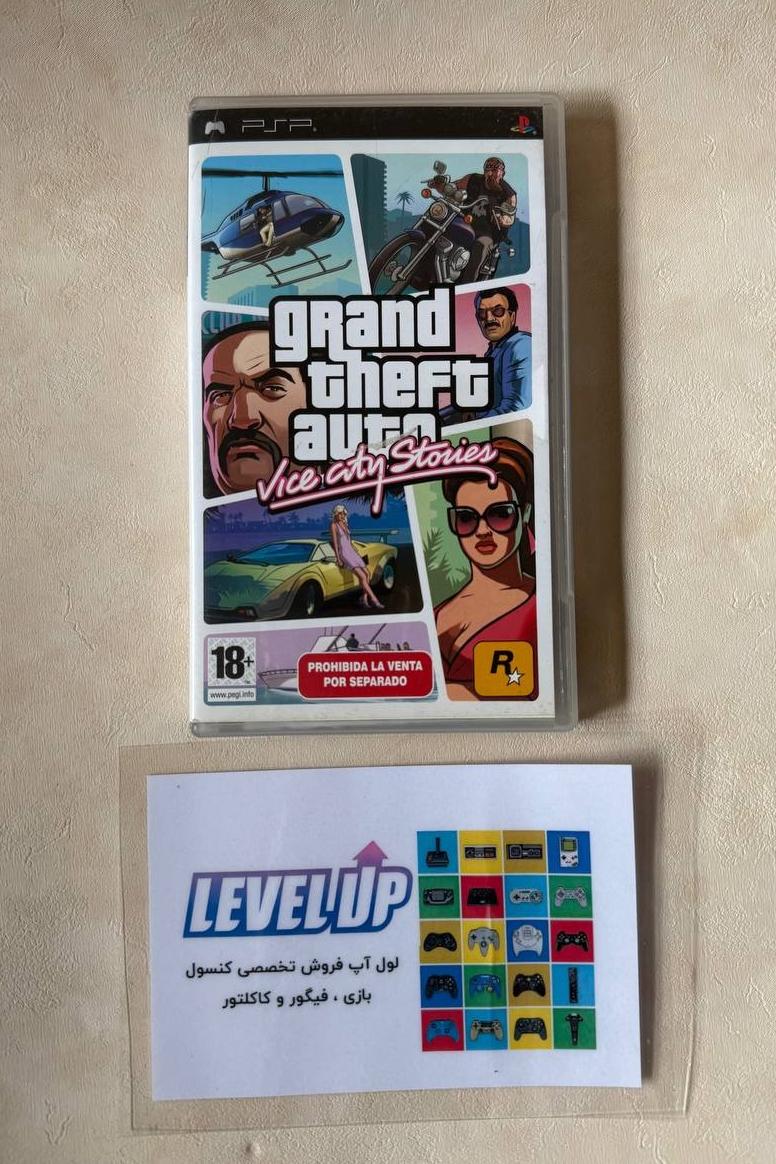 PSP
grand
theft
auto
Vice City Stories
18+
www.pegi.info
PROHIBIDA LA VENTA
POR SEPARADO
R
LEVEL UP
لول آپ فروش تخصصی کنسول
بازی ، فیگور و کاکلتور